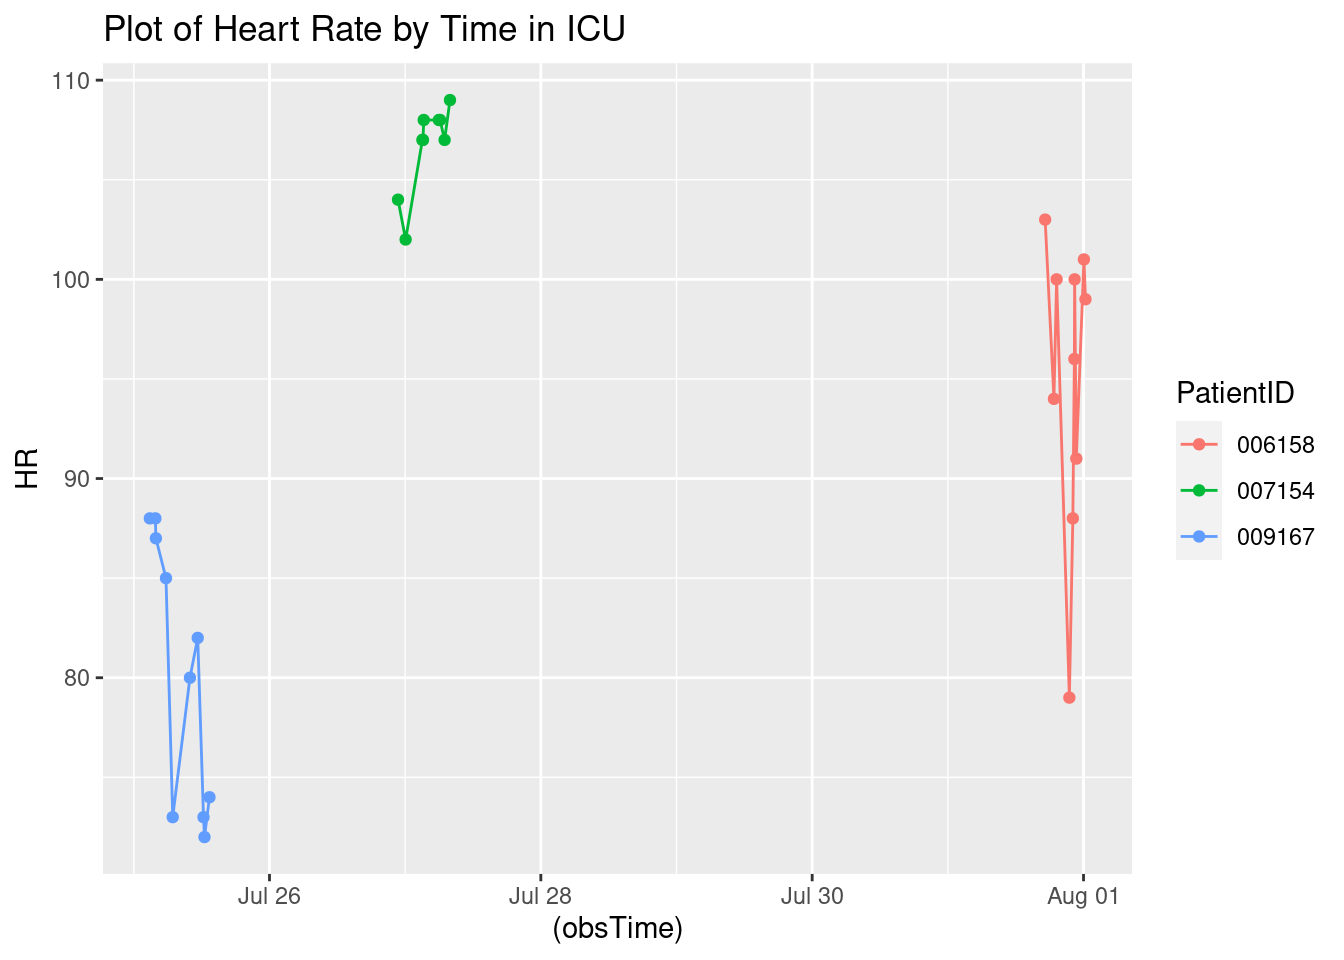 Plot of Heart Rate by Time in ICU
110
100
90
80
HR
Jul 26
Jul 28
Jul 30
Aug 01
(obsTime)
PatientID
006158
007154
009167